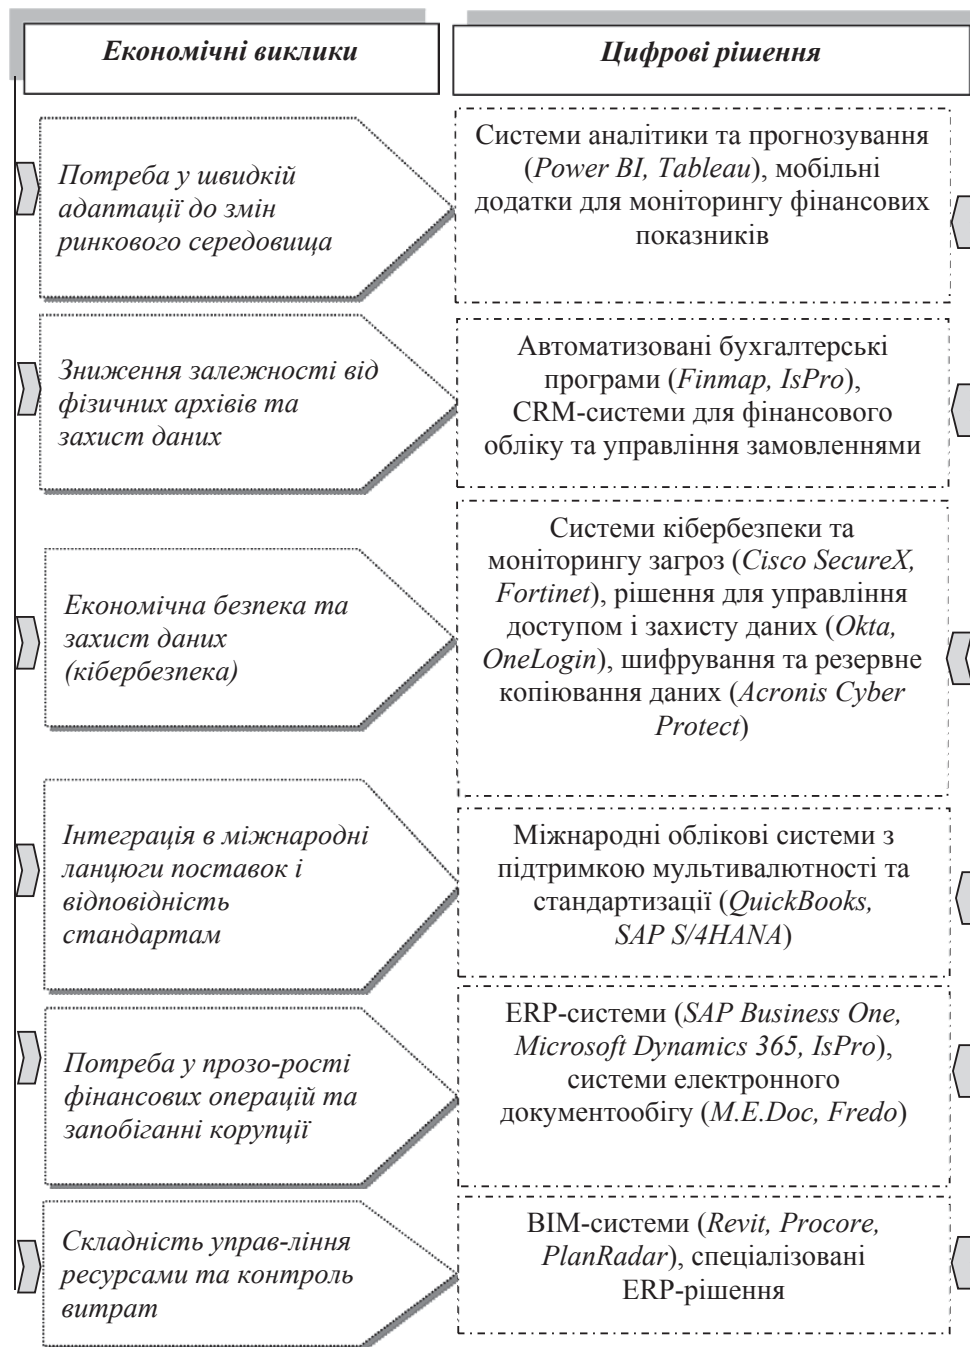 Економічні виклики
Цифрові рішення
Потреба у швидкій
адаптації до змін
ринкового середовища
Системи аналітики та прогнозування
(Power BI, Tableau), мобільні
додатки для моніторингу фінансових
показників
Зниження залежності від
фізичних архівів та
захист даних
Автоматизовані бухгалтерські
програми (Finmap, IsPro),
CRM-системи для фінансового
обліку та управління замовленнями
Економічна безпека та
захист даних
(кібербезпека)
Системи кібербезпеки та
моніторингу загроз (Cisco SecureX,
Fortinet), рішення для управління
доступом і захисту даних (Okta,
OneLogin), шифрування та резервне
копіювання даних (Acronis Cyber
Protect)
Інтеграція в міжнародні
ланцюги поставок і
відповідність
стандартам
Міжнародні облікові системи з
підтримкою мультивалютності та
стандартизації (QuickBooks,
SAP S/4HANA)
Потреба у прозо-рості
фінансових операцій та
запобіганні корупції
ERP-системи (SAP Business One,
Microsoft Dynamics 365, IsPro),
системи електронного
документообігу (M.E.Doc, Fredo)
Складність управ-ління
ресурсами та контроль
витрат
BIM-системи (Revit, Procore,
PlanRadar), спеціалізовані
ERP-рішення